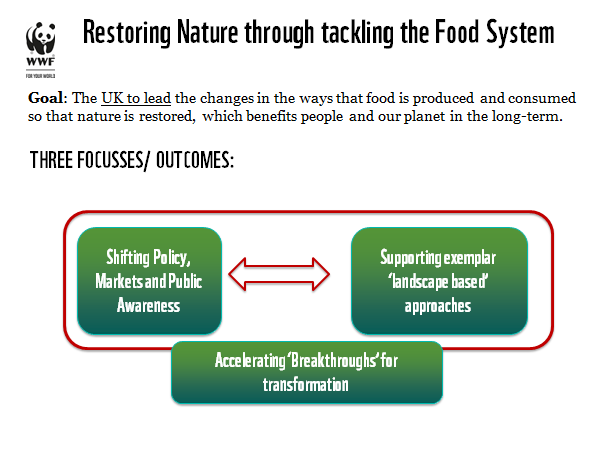 Restoring Nature through tackling the Food System
WWF
FOR YOUR WORLD
Goal: The UK to lead the changes in the ways that food is produced and consumed
so that nature is restored, which benefits people and our planet in the long-term.
THREE FOCUSSES/ OUTCOMES:
Shifting Policy,
Markets and Public
Awareness
Supporting exemplar
‘landscape based’
approaches
Accelerating ‘Breakthroughs’ for
transformation